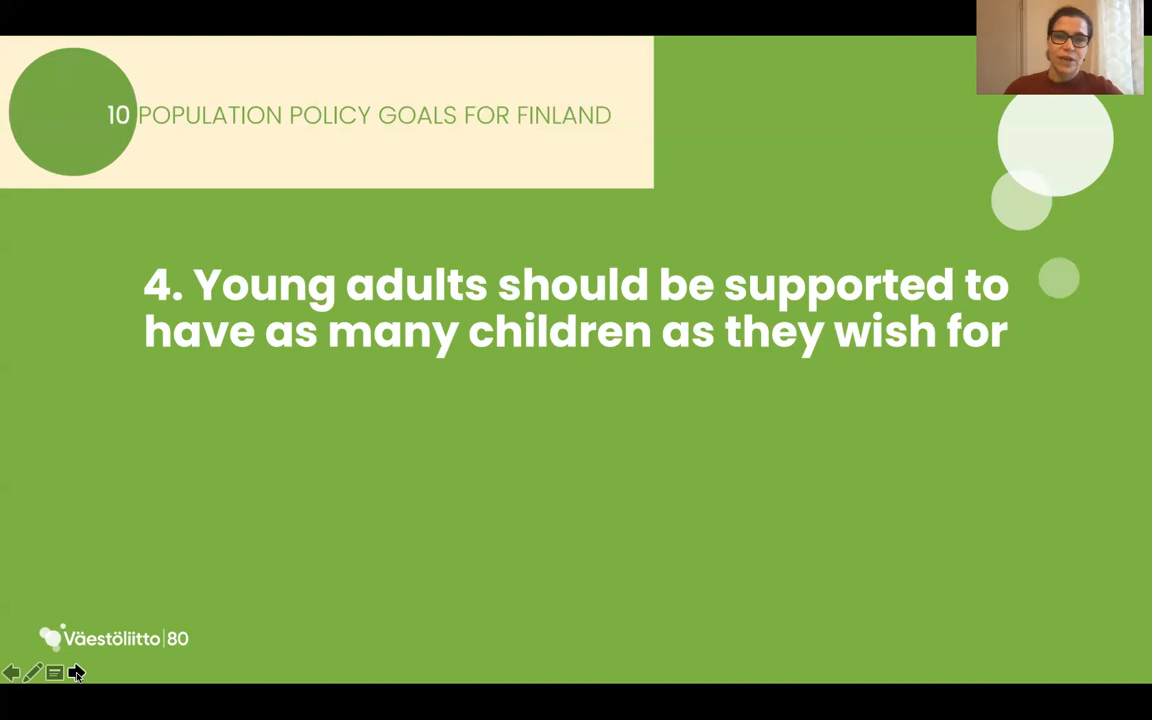 10 POPULATION POLICY GOALS FOR FINLAND
4. Young adults should be supported to
have as many children as they wish for
Väestöliitto|80